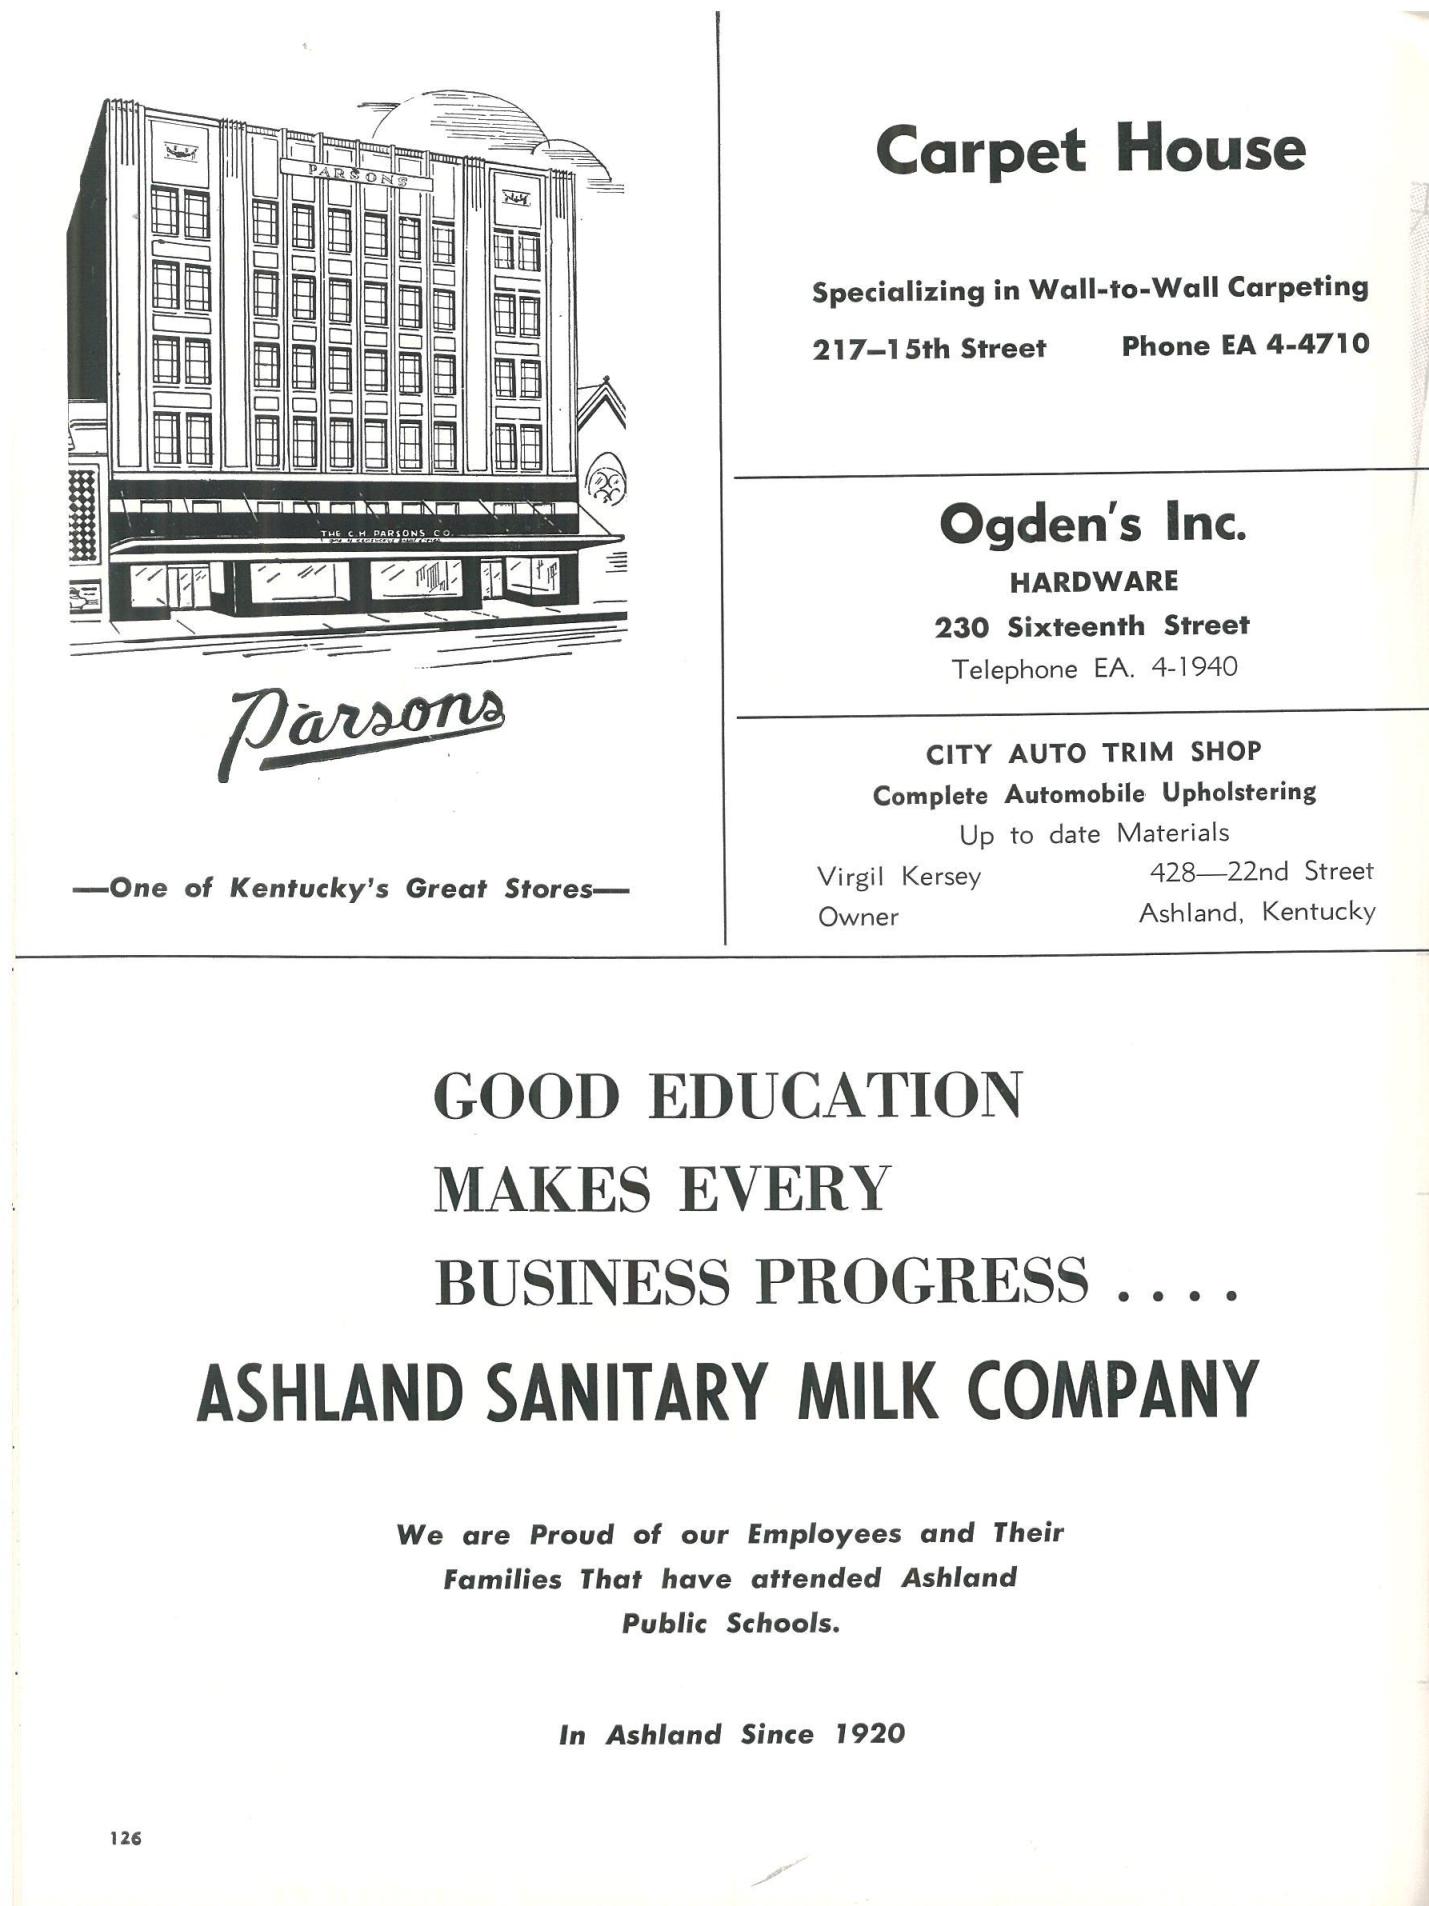 PARSONS
THE C.H. PARSONS CO.
Parsons
—One of Kentucky's Great Stores—
Carpet House
Specializing in Wall-to-Wall Carpeting
217—15th Street Phone EA 4-4710
Ogden's Inc.
HARDWARE
230 Sixteenth Street
Telephone EA. 4-1940
CITY AUTO TRIM SHOP
Complete Automobile Upholstering
Up to date Materials
Virgil Kersey 428—22nd Street
Owner Ashland, Kentucky
GOOD EDUCATION
MAKES EVERY
BUSINESS PROGRESS . . . .
ASHLAND SANITARY MILK COMPANY
We are Proud of our Employees and Their
Families That have attended Ashland
Public Schools.
In Ashland Since 1920
126